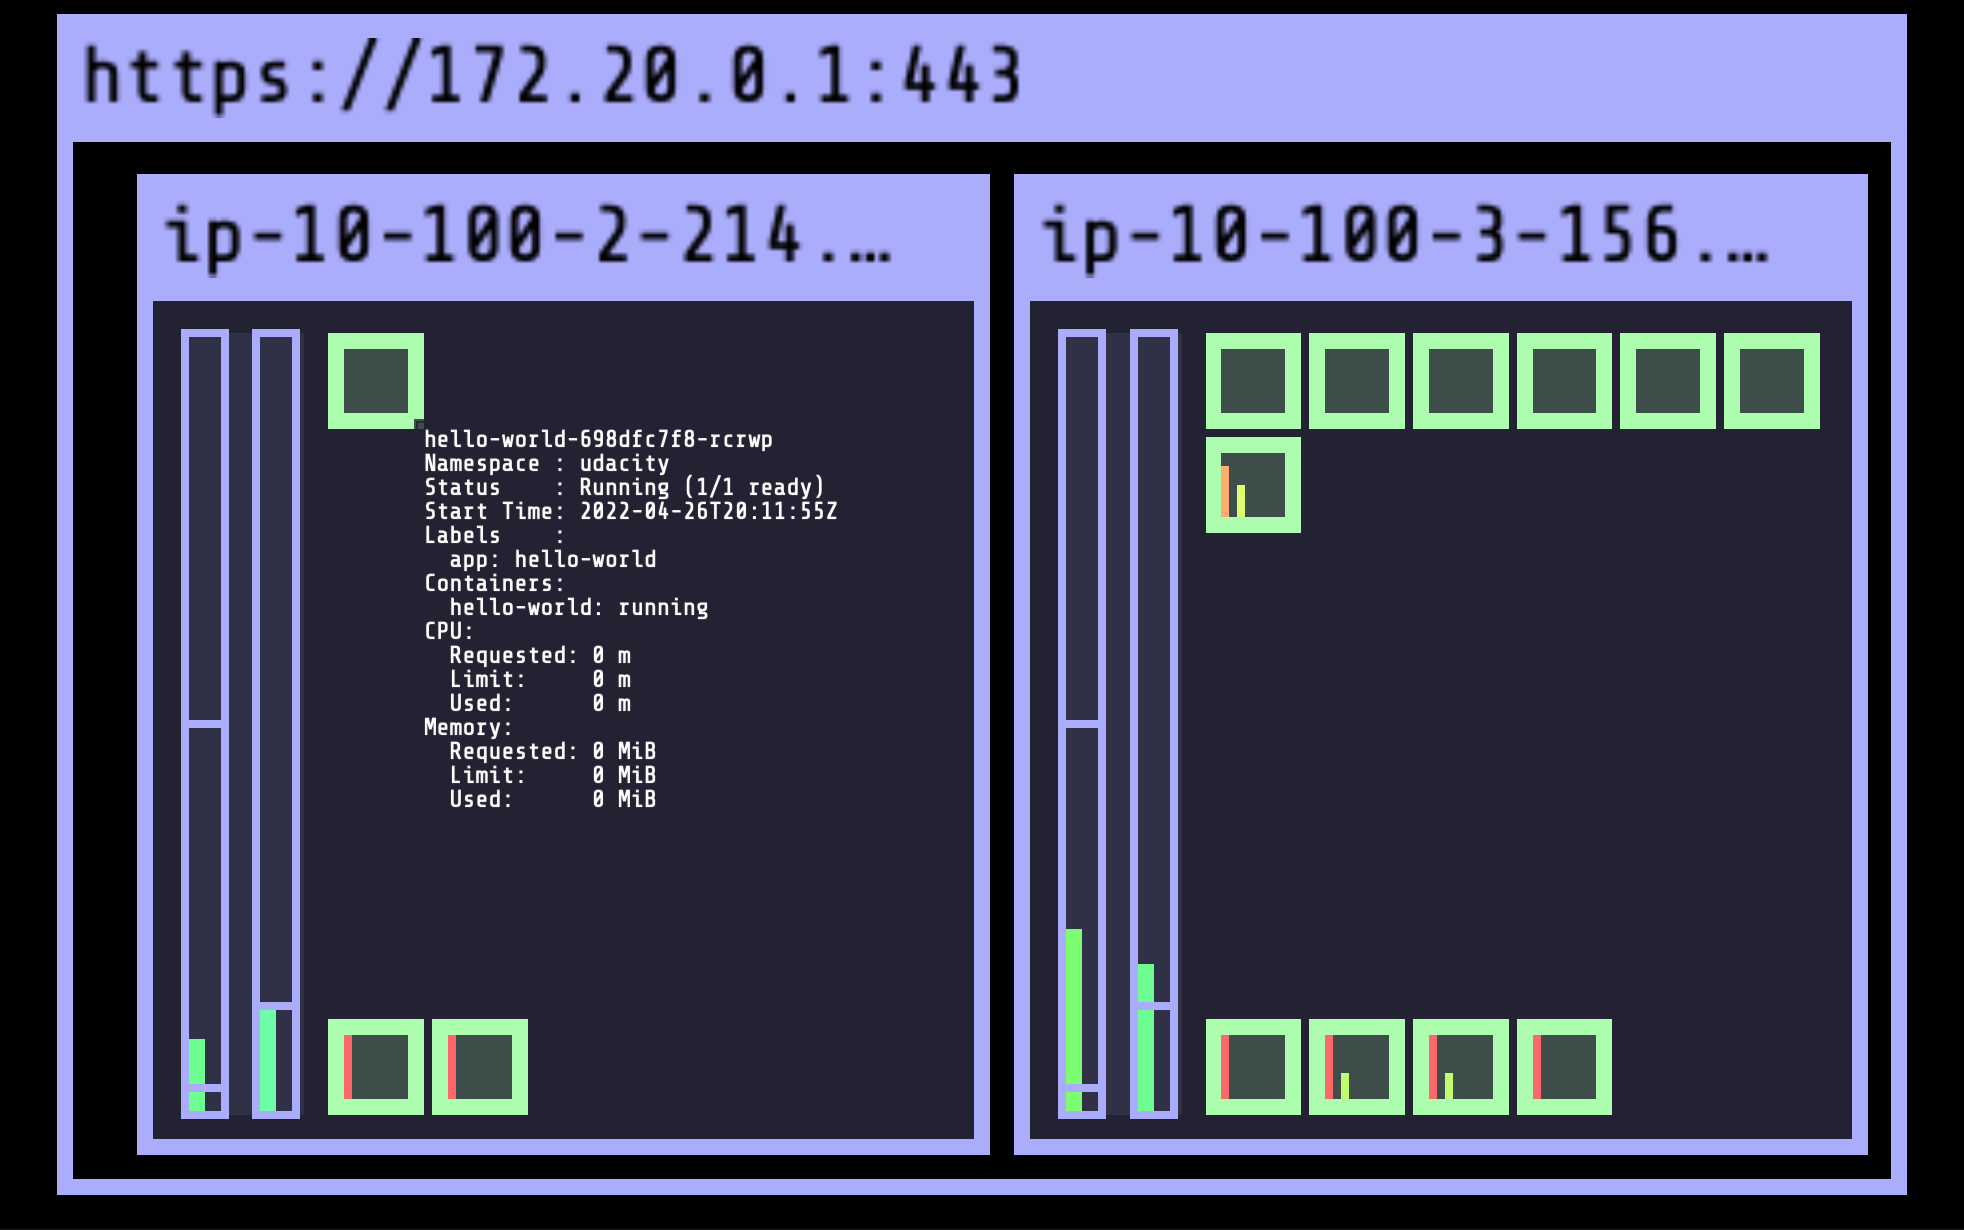 https://172.20.0.1:443
ip-10-100-2-214.…
ip-10-100-3-156.…
hello-world-698dfc7f8-rcrwp
Namespace : udacity
Status    : Running (1/1 ready)
Start Time: 2022-04-26T20:11:55Z
Labels    :
  app: hello-world
Containers:
  hello-world: running
CPU:
  Requested: 0 m
  Limit:     0 m
  Used:      0 m
Memory:
  Requested: 0 MiB
  Limit:     0 MiB
  Used:      0 MiB